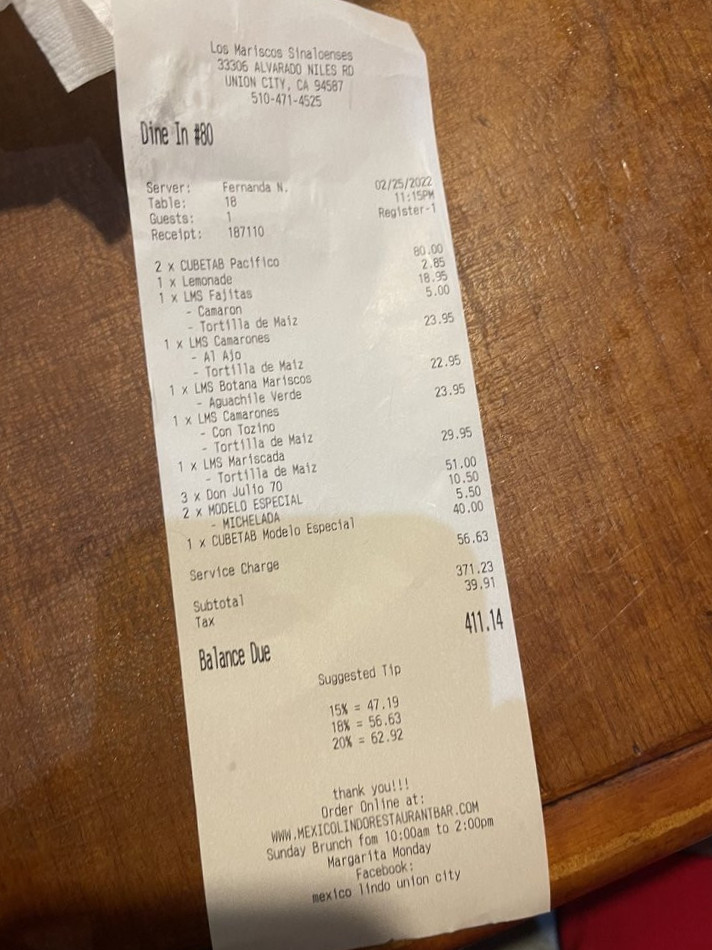 Los Mariscos Sinaloenses
33306 ALVARADO NILES RD
UNION CITY, CA 94587
510-471-4525
Dine In #80
Server: Fernanda N. 02/25/2022
Table: 18 11:15PM
Guests: 1 Register-1
Receipt: 187110
2 x CUBETAB Pacifico 80.00
1 x Lemonade 2.85
1 x LMS Fajitas 18.95
- Camaron 5.00
- Tortilla de Maiz
1 x LMS Camarones 23.95
- Al Ajo
- Tortilla de Maiz
1 x LMS Botana Mariscos 22.95
- Aguachile Verde
1 x LMS Camarones 23.95
- Con Tozino
- Tortilla de Maiz
1 x LMS Mariscada 29.95
- Tortilla de Maiz
3 x Don Julio 70 51.00
2 x MODELO ESPECIAL 10.50
- MICHELADA 5.50
1 x CUBETAB Modelo Especial 40.00
Service Charge 56.63
Subtotal 371.23
Tax 39.91
Balance Due 411.14
Suggested Tip
15% = 47.19
18% = 56.63
20% = 62.92
thank you!!!
Order Online at:
WWW.MEXICOLINDORESTAURANTBAR.COM
Sunday Brunch fom 10:00am to 2:00pm
Margarita Monday
Facebook:
mexico lindo union city